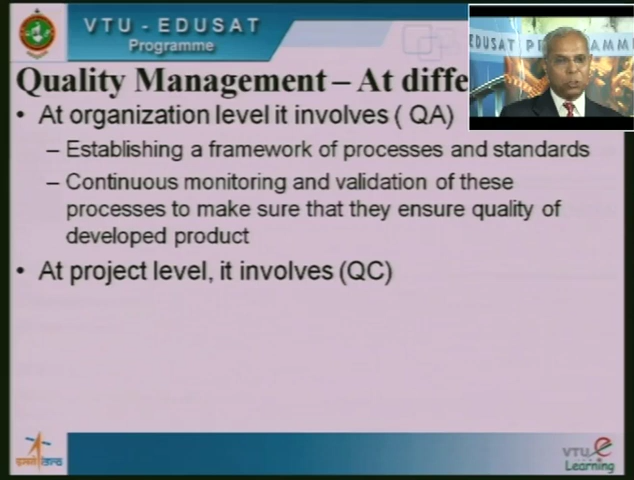 VTU - EDUSAT
Programme
EDUSAT PROGRAMM
Quality Management – At diffe
• At organization level it involves ( QA)
– Establishing a framework of processes and standards
– Continuous monitoring and validation of these
processes to make sure that they ensure quality of
developed product
• At project level, it involves (QC)
VTU e
Learning